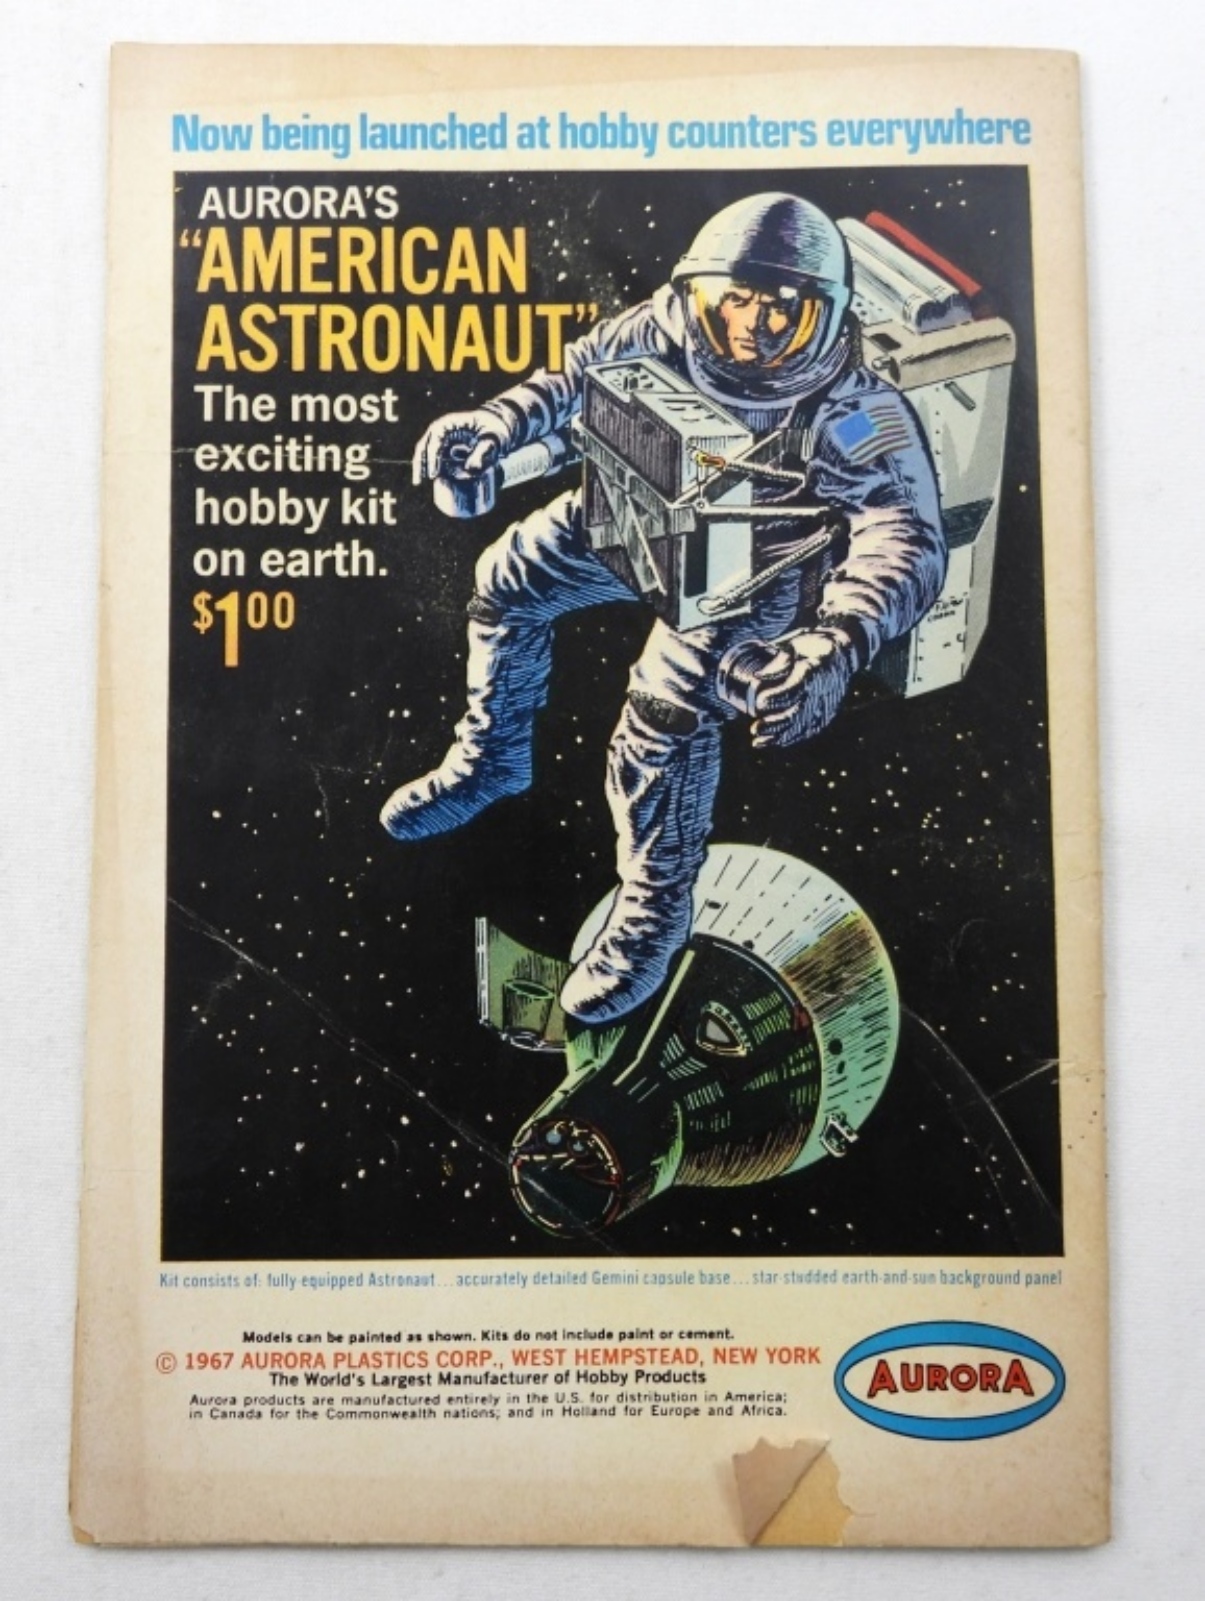 Now being launched at hobby counters everywhere
AURORA'S
"AMERICAN
ASTRONAUT"
The most
exciting
hobby kit
on earth.
$1 00
Kit consists of: fully-equipped Astronaut... accurately detailed Gemini capsule base... star-studded earth-and-sun background panel
Models can be painted as shown. Kits do not include paint or cement.
© 1967 AURORA PLASTICS CORP., WEST HEMPSTEAD, NEW YORK
The World's Largest Manufacturer of Hobby Products
Aurora products are manufactured entirely in the U.S. for distribution in America;
in Canada for the Commonwealth nations; and in Holland for Europe and Africa.
AURORA